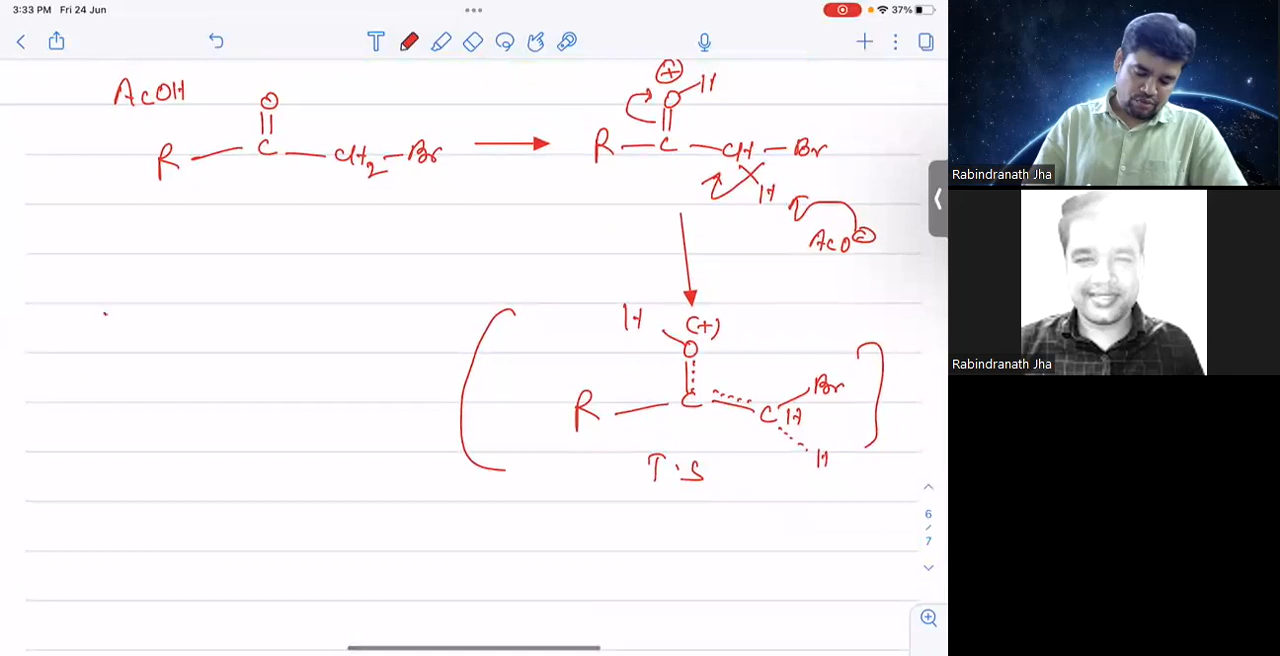 3:33 PM Fri 24 Jun
37%
AcOH
O
R C CH2 Br
⊕
O H
R C CH Br
H
AcO⊖
H (+)
O
R C CH Br
H
T.S
6
/
7
Rabindranath Jha
Rabindranath Jha